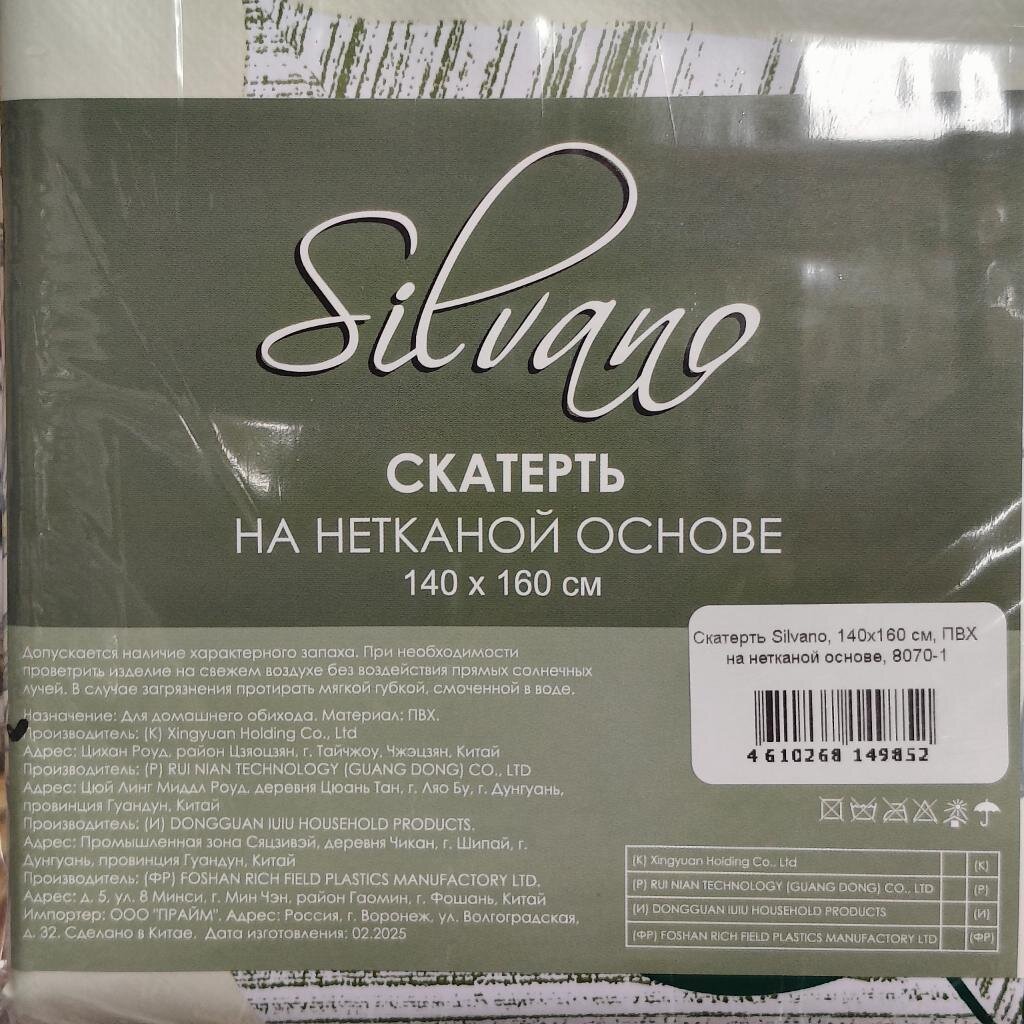 Silvano
СКАТЕРТЬ
НА НЕТКАНОЙ ОСНОВЕ
140 х 160 см
Допускается наличие характерного запаха. При необходимости
проветрить изделие на свежем воздухе без воздействия прямых солнечных
лучей. В случае загрязнения протирать мягкой губкой, смоченной в воде.
Назначение: Для домашнего обихода. Материал: ПВХ.
Производитель: (K) Xingyuan Holding Co., Ltd
Адрес: Цихан Роуд, район Цзяоцзян, г. Тайчжоу, Чжэцзян, Китай
Производитель: (P) RUI NIAN TECHNOLOGY (GUANG DONG) CO., LTD
Адрес: Цюй Линг Миддл Роуд, деревня Цюань Тан, г. Ляо Бу, г. Дунгуань,
провинция Гуандун, Китай
Производитель: (И) DONGGUAN IUIU HOUSEHOLD PRODUCTS.
Адрес: Промышленная зона Сяцзивэй, деревня Чикан, г. Шипай, г.
Дунгуань, провинция Гуандун, Китай
Производитель: (ФР) FOSHAN RICH FIELD PLASTICS MANUFACTORY LTD.
Адрес: д. 5, ул. 8 Минси, г. Мин Чэн, район Гаомин, г. Фошань, Китай
Импортер: ООО "ПРАЙМ". Адрес: Россия, г. Воронеж, ул. Волгоградская,
д. 32. Сделано в Китае. Дата изготовления: 02.2025
Скатерть Silvano, 140х160 см, ПВХ
на нетканой основе, 8070-1
4 610268 149852
(K) Xingyuan Holding Co., Ltd (K)
(P) RUI NIAN TECHNOLOGY (GUANG DONG) CO., LTD (P)
(И) DONGGUAN IUIU HOUSEHOLD PRODUCTS (И)
(ФР) FOSHAN RICH FIELD PLASTICS MANUFACTORY LTD (ФР)